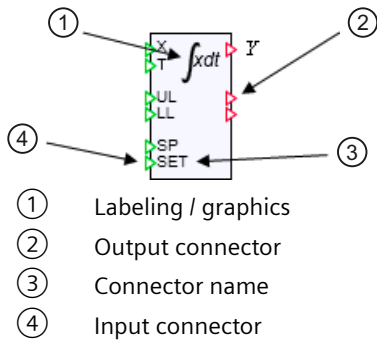 1
2
X ∫xdt Y
T
UL
LL
4
SP
SET
3
1 Labeling / graphics
2 Output connector
3 Connector name
4 Input connector